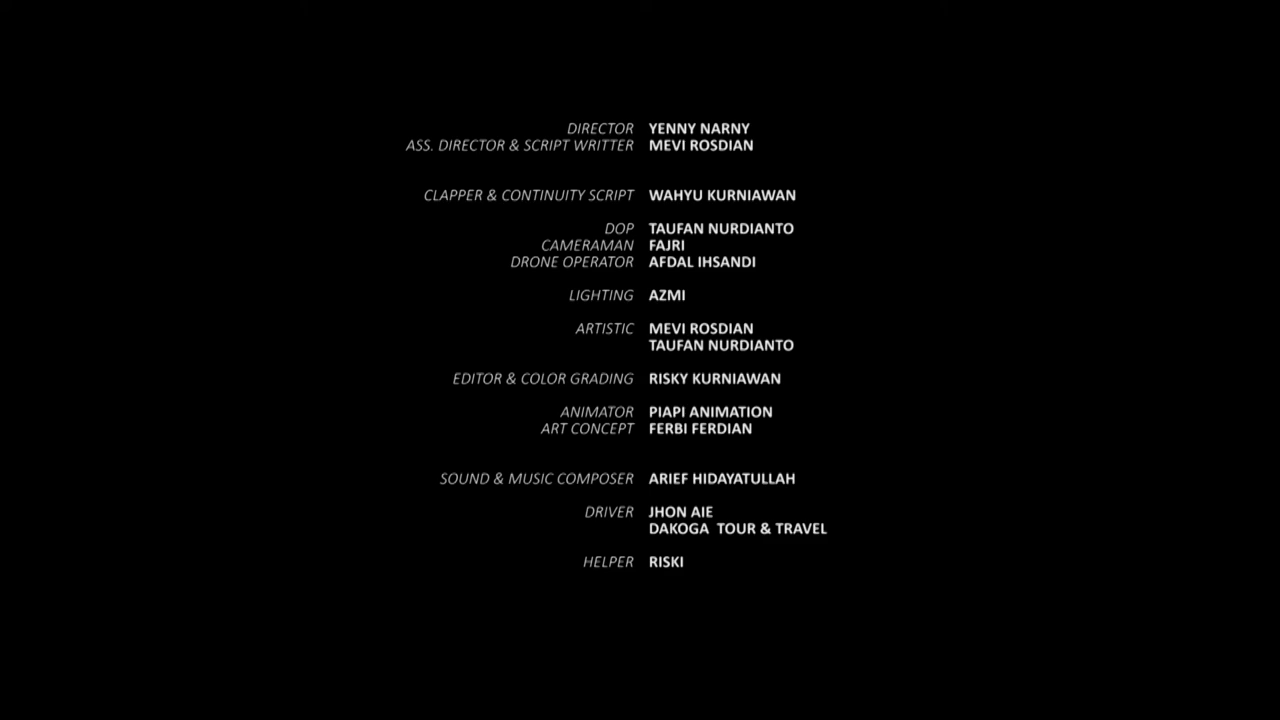 DIRECTOR YENNY NARNY
ASS. DIRECTOR & SCRIPT WRITTER MEVI ROSDIAN
CLAPPER & CONTINUITY SCRIPT WAHYU KURNIAWAN
DOP TAUFAN NURDIANTO
CAMERAMAN FAJRI
DRONE OPERATOR AFDAL IHSANDI
LIGHTING AZMI
ARTISTIC MEVI ROSDIAN
TAUFAN NURDIANTO
EDITOR & COLOR GRADING RISKY KURNIAWAN
ANIMATOR PIAPI ANIMATION
ART CONCEPT FERBI FERDIAN
SOUND & MUSIC COMPOSER ARIEF HIDAYATULLAH
DRIVER JHON AIE
DAKOGA TOUR & TRAVEL
HELPER RISKI